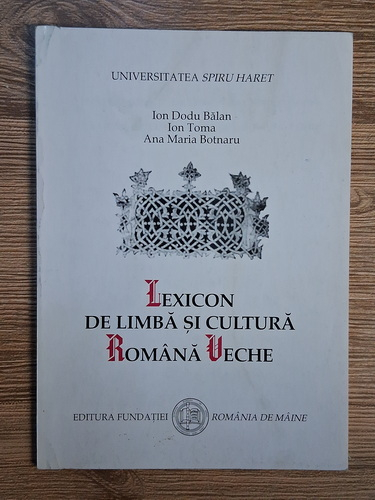 UNIVERSITATEA SPIRU HARET
Ion Dodu Bălan
Ion Toma
Ana Maria Botnaru
LEXICON
DE LIMBĂ ȘI CULTURĂ
ROMÂNĂ VECHE
EDITURA FUNDAȚIEI ROMÂNIA DE MÂINE